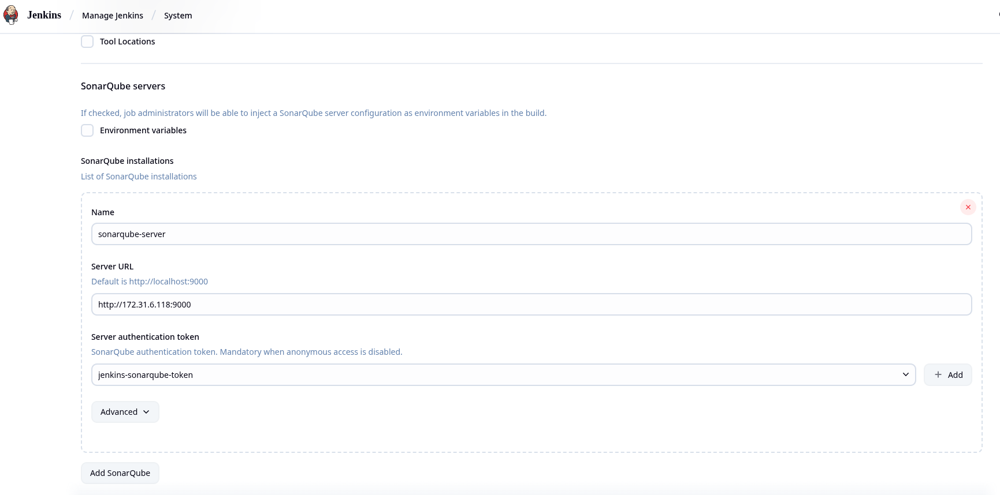 Jenkins / Manage Jenkins / System
Tool Locations
SonarQube servers
If checked, job administrators will be able to inject a SonarQube server configuration as environment variables in the build.
Environment variables
SonarQube installations
List of SonarQube installations
Name
sonarqube-server
Server URL
Default is http://localhost:9000
http://172.31.6.118:9000
Server authentication token
SonarQube authentication token. Mandatory when anonymous access is disabled.
jenkins-sonarqube-token
+ Add
Advanced
Add SonarQube